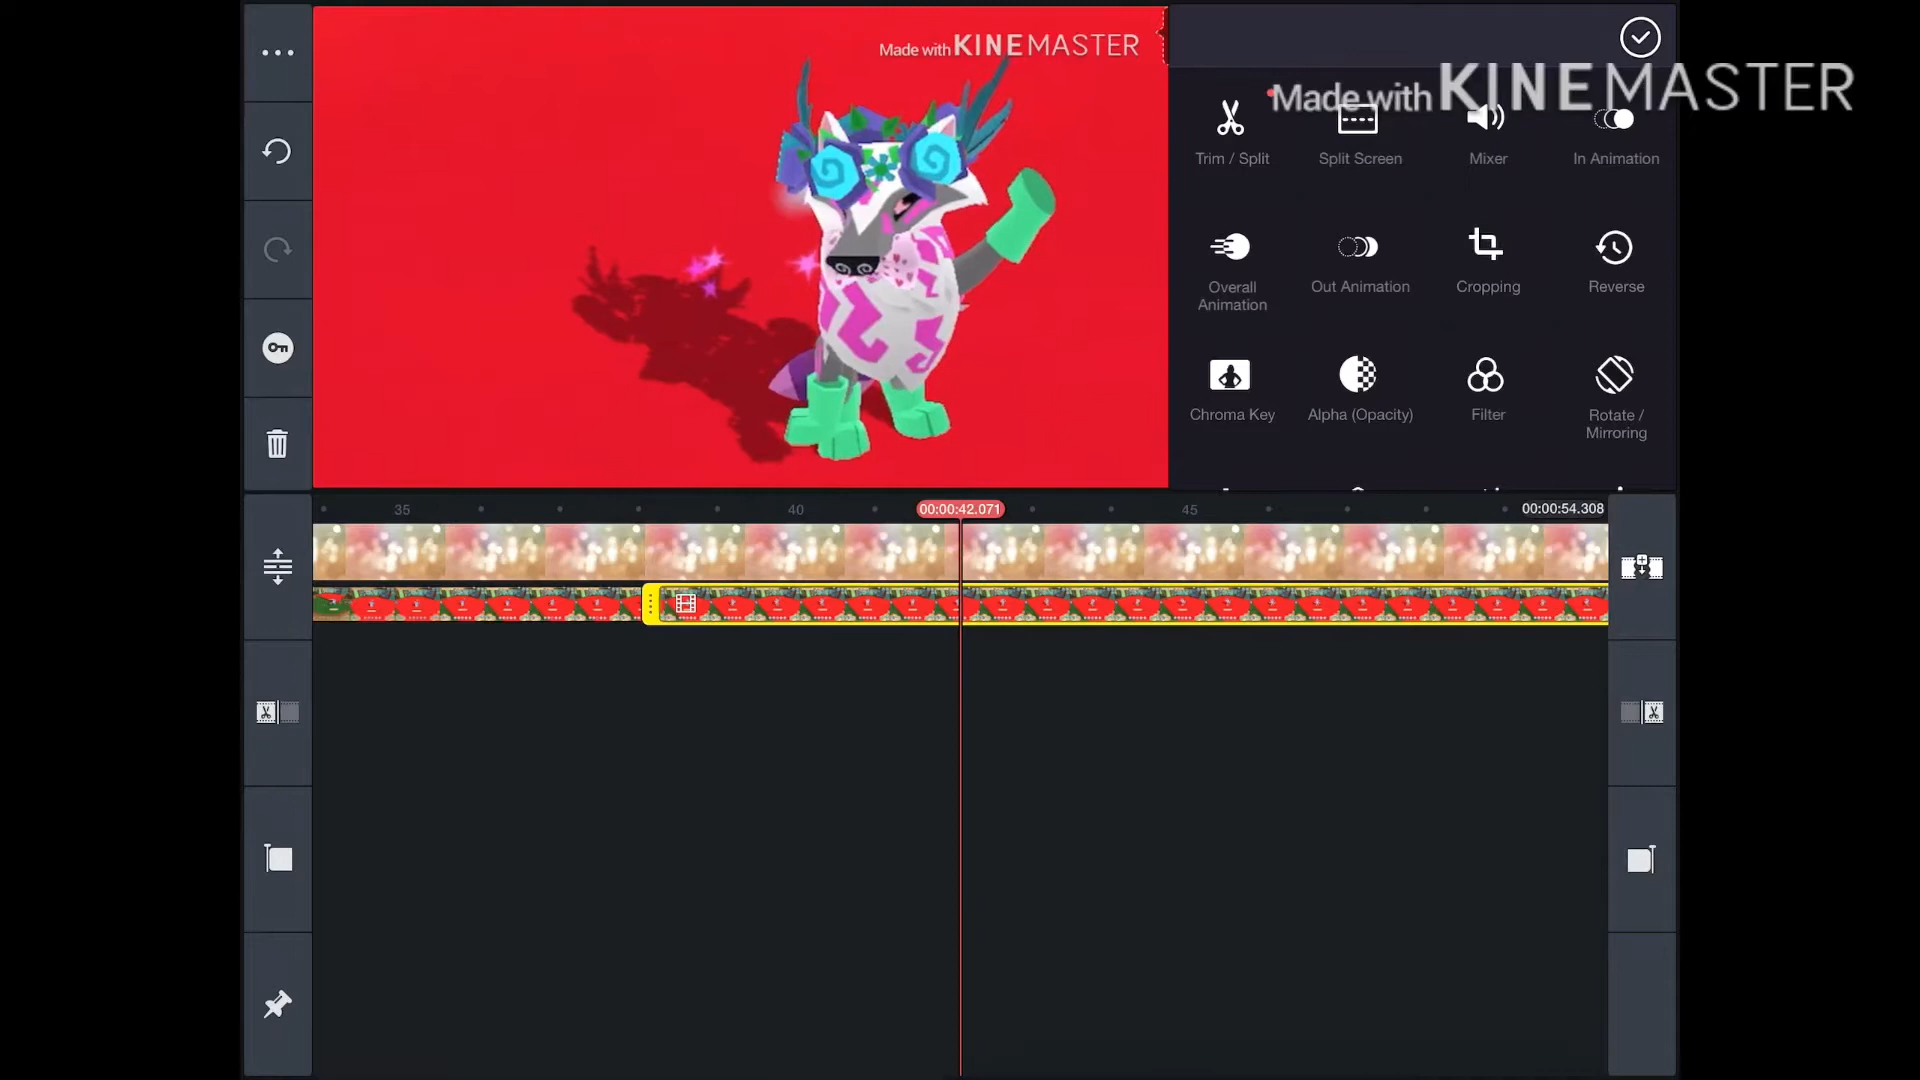 Made with KINEMASTER
Made with KINEMASTER
Trim / Split
Split Screen
Mixer
In Animation
Overall
Animation
Out Animation
Cropping
Reverse
Chroma Key
Alpha (Opacity)
Filter
Rotate /
Mirroring
35
40
00:00:42.071
45
00:00:54.308